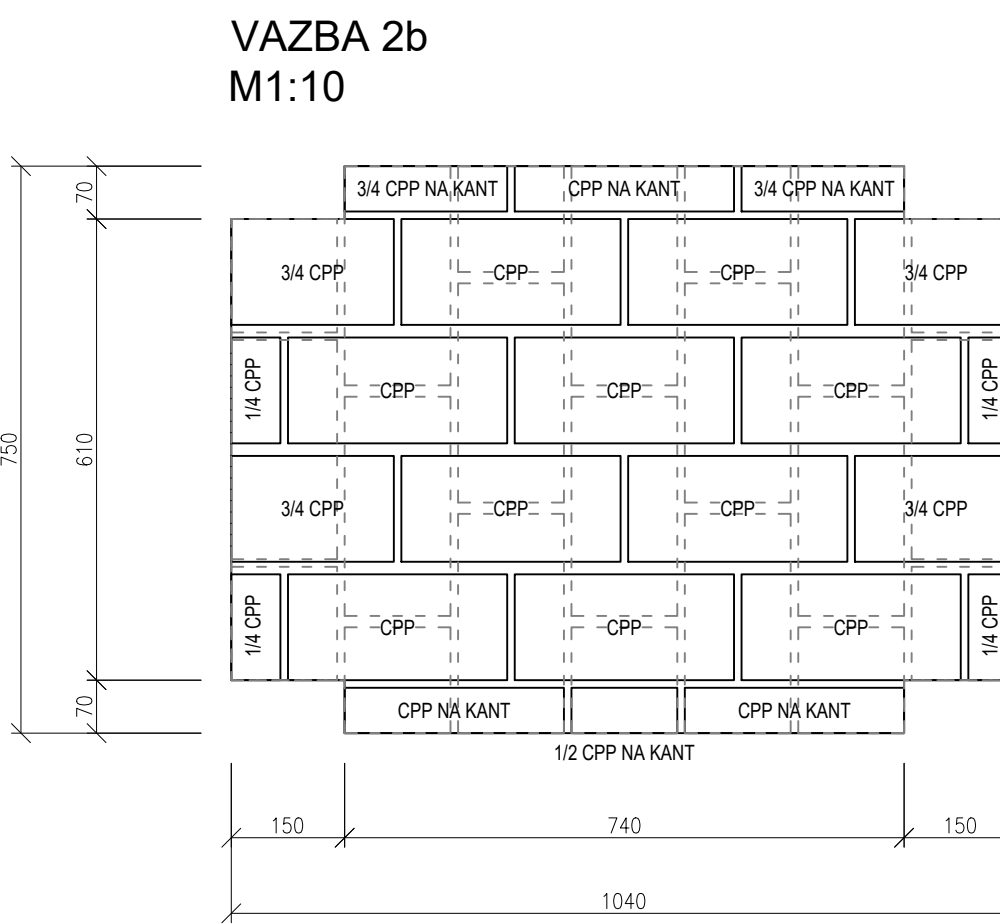 VAZBA 2b
M1:10
3/4 CPP NA KANT CPP NA KANT 3/4 CPP NA KANT
70
3/4 CPP CPP CPP 3/4 CPP
1/4 CPP CPP CPP CPP 1/4 CPP
750
610
3/4 CPP CPP CPP 3/4 CPP
1/4 CPP CPP CPP CPP 1/4 CPP
70
CPP NA KANT CPP NA KANT
1/2 CPP NA KANT
150 740 150
1040